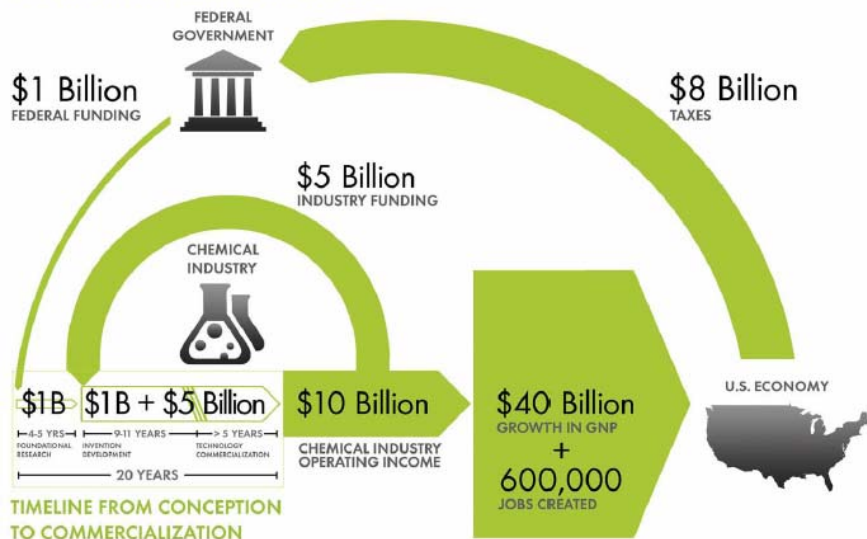 FEDERAL
GOVERNMENT
$1 Billion
FEDERAL FUNDING
$8 Billion
TAXES
$5 Billion
INDUSTRY FUNDING
CHEMICAL
INDUSTRY
$1B
$1B + $5 Billion
4-5 YRS
FOUNDATIONAL
RESEARCH
9-11 YEARS
INVENTION
DEVELOPMENT
> 5 YEARS
TECHNOLOGY
COMMERCIALIZATION
20 YEARS
TIMELINE FROM CONCEPTION
TO COMMERCIALIZATION
$10 Billion
CHEMICAL INDUSTRY
OPERATING INCOME
$40 Billion
GROWTH IN GNP
+
600,000
JOBS CREATED
U.S. ECONOMY